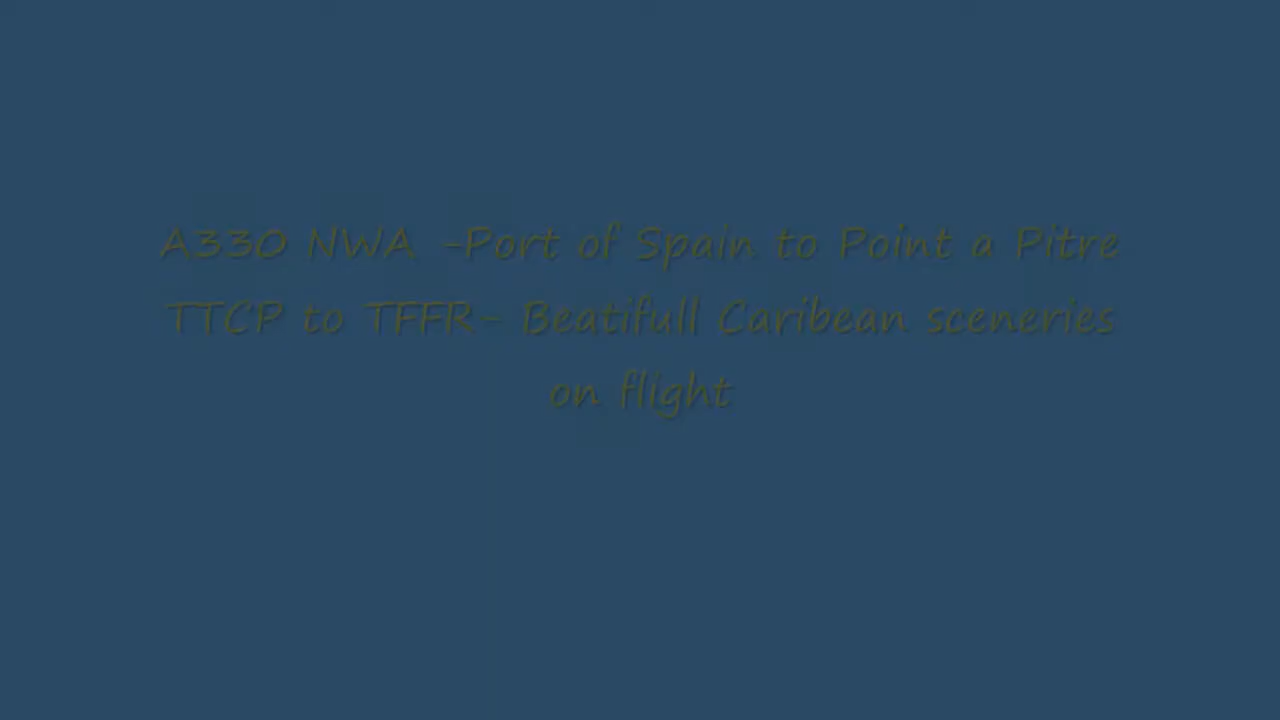 A330 NWA -Port of Spain to Point a Pitre
TTCP to TFFR- Beatifull Caribean sceneries
on flight